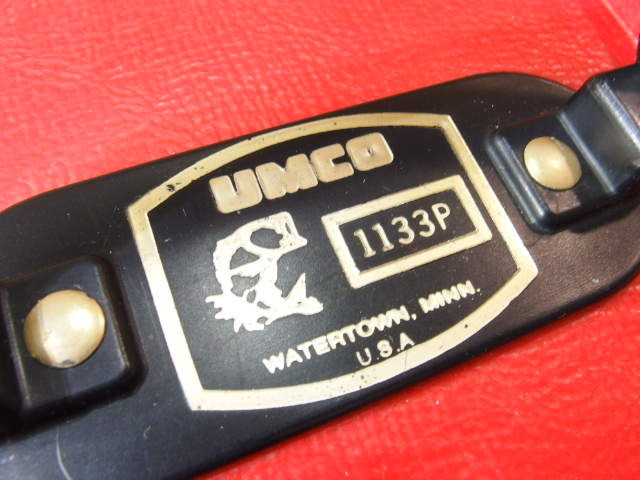 UMCO
1133P
WATERTOWN, MINN.
U.S.A